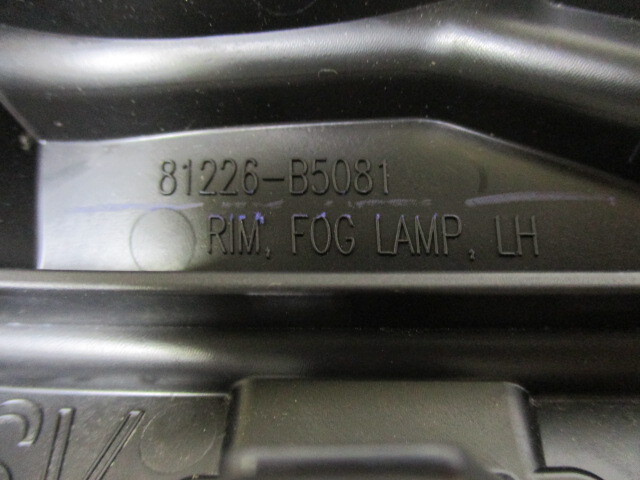 81226-B5081
RIM, FOG LAMP, LH